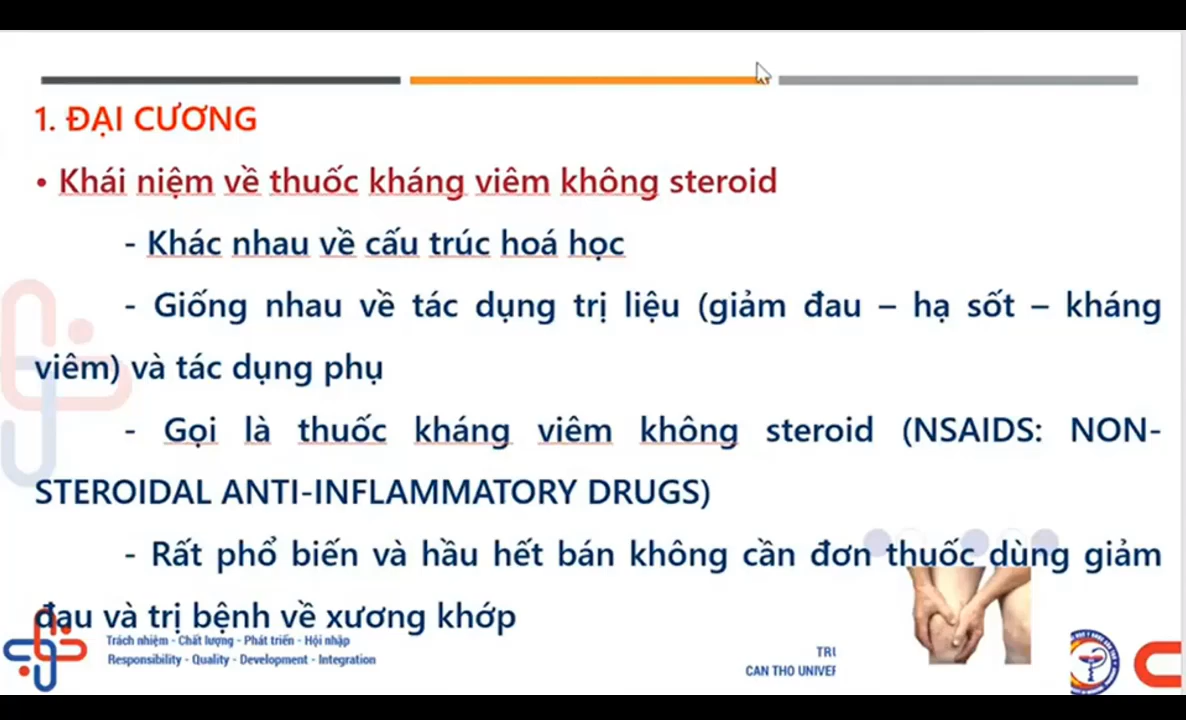 1. ĐẠI CƯƠNG
• Khái niệm về thuốc kháng viêm không steroid
- Khác nhau về cấu trúc hoá học
- Giống nhau về tác dụng trị liệu (giảm đau – hạ sốt – kháng
viêm) và tác dụng phụ
- Gọi là thuốc kháng viêm không steroid (NSAIDS: NON-
STEROIDAL ANTI-INFLAMMATORY DRUGS)
- Rất phổ biến và hầu hết bán không cần đơn thuốc dùng giảm
đau và trị bệnh về xương khớp
Trách nhiệm - Chất lượng - Phát triển - Hội nhập
Responsibility - Quality - Development - Integration
CAN THO